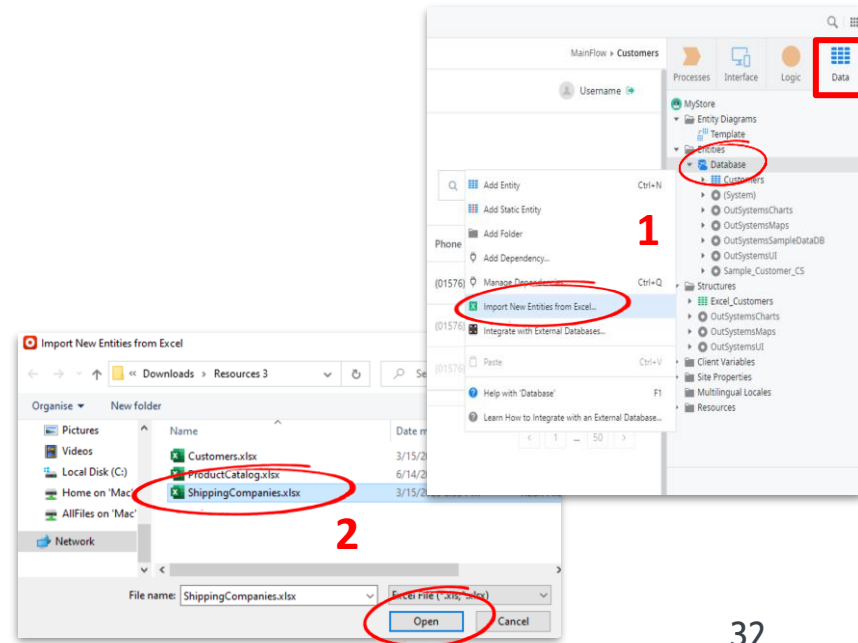 MainFlow > Customers
Username
Processes Interface Logic Data
MyStore
Entity Diagrams
Template
Entities
Database
Customers
(System)
OutSystemsCharts
OutSystemsMaps
OutSystemsSampleDataDB
OutSystemsUI
Sample_Customer_CS
Structures
Excel_Customers
OutSystemsCharts
OutSystemsMaps
OutSystemsUI
Client Variables
Site Properties
Multilingual Locales
Resources
Phone
(01576)
(01576)
(01576)
Add Entity Ctrl+N
Add Static Entity
Add Folder
Add Dependency...
Manage Dependencies... Ctrl+Q
Import New Entities from Excel...
Integrate with External Databases...
Paste Ctrl+V
Help with 'Database' F1
Learn How to Integrate with an External Database...
< 1 ... 50 >
1
Import New Entities from Excel
« Downloads > Resources 3
Organise New folder
Pictures
Videos
Local Disk (C:)
Home on 'Mac'
AllFiles on 'Mac'
Network
Name Date m
Customers.xlsx 3/15/2
ProductCatalog.xlsx 6/14/2
ShippingCompanies.xlsx 3/15/2
2
File name: ShippingCompanies.xlsx Excel File (*.xls, *.xlsx)
Open Cancel
32